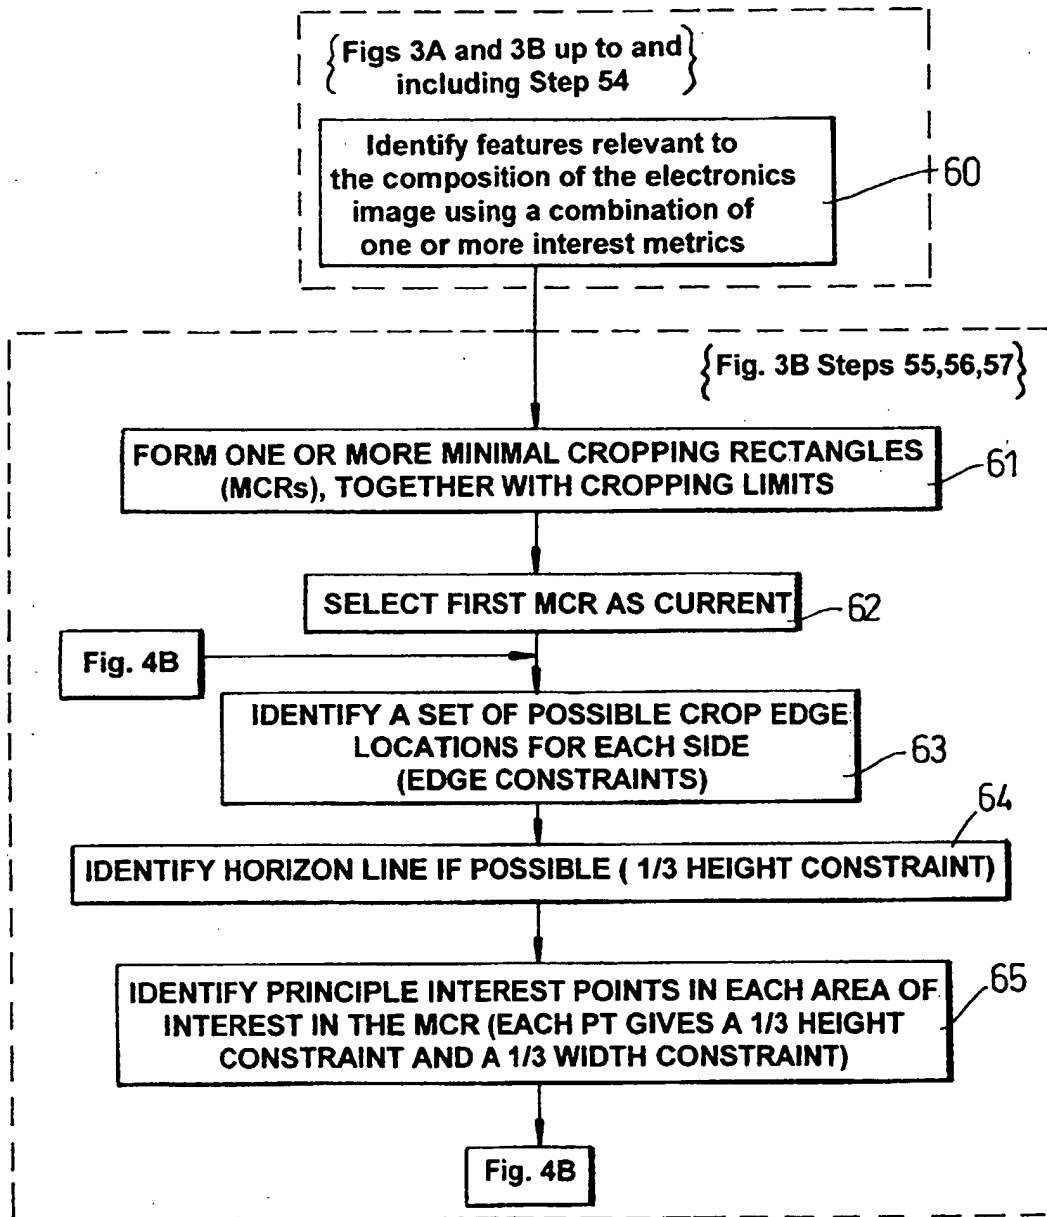 {Figs 3A and 3B up to and
including Step 54}
Identify features relevant to
the composition of the electronics
image using a combination of
one or more interest metrics
60
{Fig. 3B Steps 55,56,57}
FORM ONE OR MORE MINIMAL CROPPING RECTANGLES
(MCRs), TOGETHER WITH CROPPING LIMITS
61
SELECT FIRST MCR AS CURRENT
62
Fig. 4B
IDENTIFY A SET OF POSSIBLE CROP EDGE
LOCATIONS FOR EACH SIDE
(EDGE CONSTRAINTS)
63
64
IDENTIFY HORIZON LINE IF POSSIBLE ( 1/3 HEIGHT CONSTRAINT)
IDENTIFY PRINCIPLE INTEREST POINTS IN EACH AREA OF
INTEREST IN THE MCR (EACH PT GIVES A 1/3 HEIGHT
CONSTRAINT AND A 1/3 WIDTH CONSTRAINT)
65
Fig. 4B